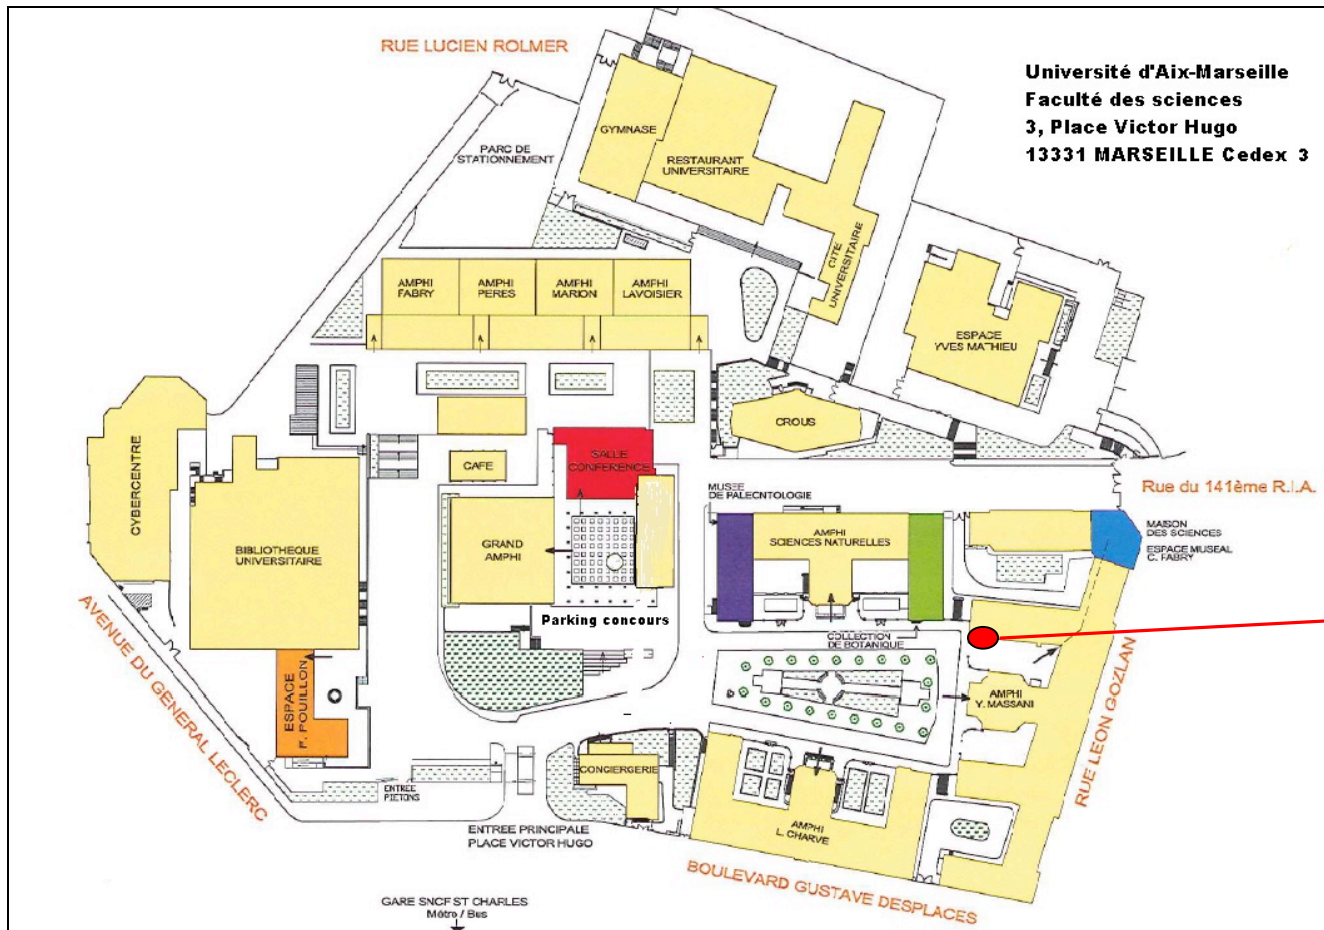 RUE LUCIEN ROLMER
Université d'Aix-Marseille
Faculté des sciences
3, Place Victor Hugo
13331 MARSEILLE Cedex 3
GYMNASE
PARC DE
STATIONNEMENT
RESTAURANT
UNIVERSITAIRE
CITE
UNIVERSITAIRE
AMPHI
FABRY
AMPHI
PERES
AMPHI
MARION
AMPHI
LAVOISIER
ESPACE
YVES MATHIEU
CROUS
CYBERCENTRE
CAFE
SALLE
CONFERENCE
MUSEE
DE PALECNTOLOGIE
Rue du 141ème R.I.A.
BIBLIOTHEQUE
UNIVERSITAIRE
GRAND
AMPHI
AMPHI
SCIENCES NATURELLES
MAISON
DES SCIENCES
ESPACE MUSEAL
C. FABRY
Parking concours
COLLECTION
DE BOTANIQUE
AVENUE DU GENERAL LECLERC
ESPACE
F. POUILLON
AMPHI
Y. MASSANI
RUE LEON GOZLAN
CONCIERGERIE
ENTREE
PIETONS
AMPHI
L. CHARVE
ENTREE PRINCIPALE
PLACE VICTOR HUGO
BOULEVARD GUSTAVE DESPLACES
GARE SNCF ST CHARLES
Métro / Bus